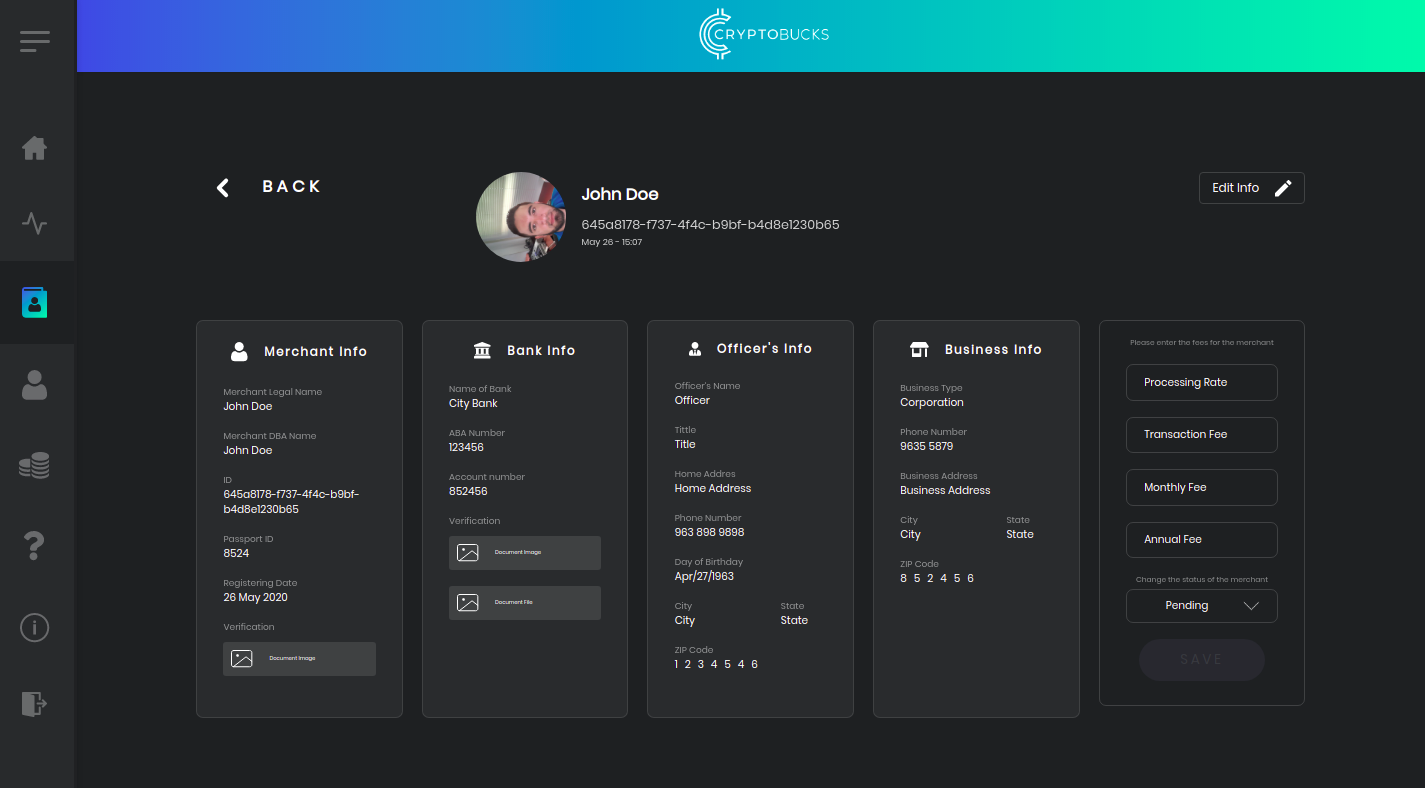 CRYPTOBUCKS
BACK
John Doe
645a8178-f737-4f4c-b9bf-b4d8e1230b65
May 26 - 15:07
Edit Info
Merchant Info
Merchant Legal Name
John Doe
Merchant DBA Name
John Doe
ID
645a8178-f737-4f4c-b9bf-
b4d8e1230b65
Passport ID
8524
Registering Date
26 May 2020
Verification
Document Image
Bank Info
Name of Bank
City Bank
ABA Number
123456
Account number
852456
Verification
Document Image
Document File
Officer's Info
Officer's Name
Officer
Tittle
Title
Home Addres
Home Address
Phone Number
963 898 9898
Day of Birthday
Apr/27/1963
City State
City State
ZIP Code
1 2 3 4 5 4 6
Business Info
Business Type
Corporation
Phone Number
9635 5879
Business Address
Business Address
City State
City State
ZIP Code
8 5 2 4 5 6
Please enter the fees for the merchant
Processing Rate
Transaction Fee
Monthly Fee
Annual Fee
Change the status of the merchant
Pending
SAVE